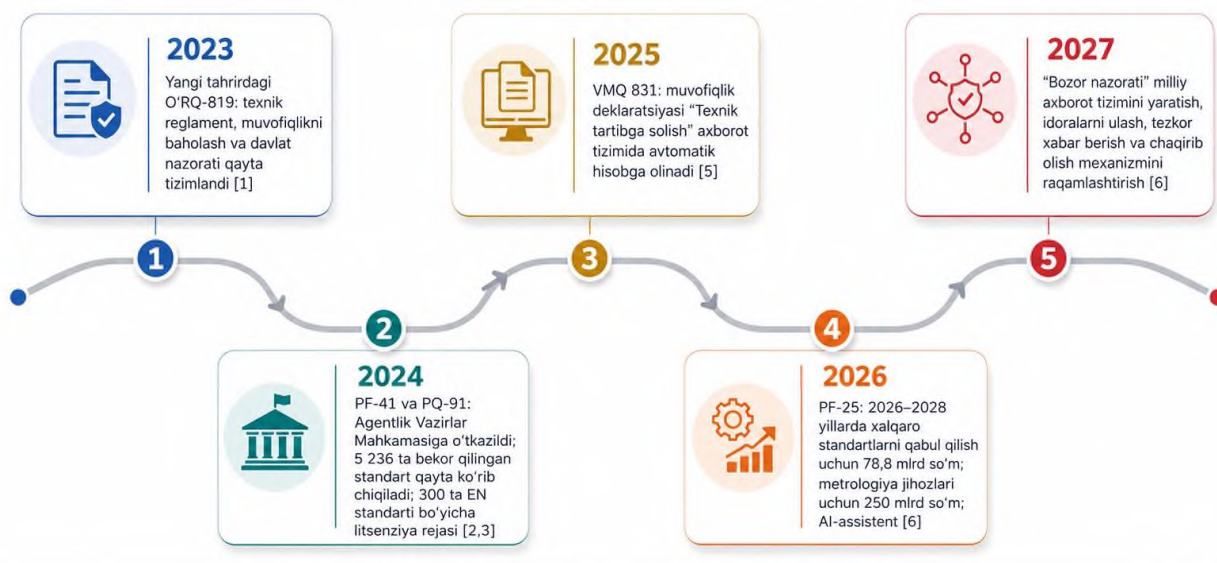 2023
Yangi tahrirdagi
O‘RQ-819: texnik
reglament, muvofiqlikni
baholash va davlat
nazorati qayta
tizimlandi [1]
1
2
2024
PF-41 va PQ-91:
Agentlik Vazirlar
Mahkamasiga o‘tkazildi;
5 236 ta bekor qilingan
standart qayta ko‘rib
chiqiladi; 300 ta EN
standarti bo‘yicha
litsenziya rejasi [2,3]
2025
VMQ 831: muvofiqlik
deklaratsiyasi “Texnik
tartibga solish” axborot
tizimida avtomatik
hisobga olinadi [5]
3
4
2026
PF-25: 2026–2028
yillarda xalqaro
standartlarni qabul qilish
uchun 78,8 mlrd so‘m;
metrologiya jihozlari
uchun 250 mlrd so‘m;
AI-assistent [6]
2027
“Bozor nazorati” milliy
axborot tizimini yaratish,
idoralarni ulash, tezkor
xabar berish va chaqirib
olish mexanizmini
raqamlashtirish [6]
5